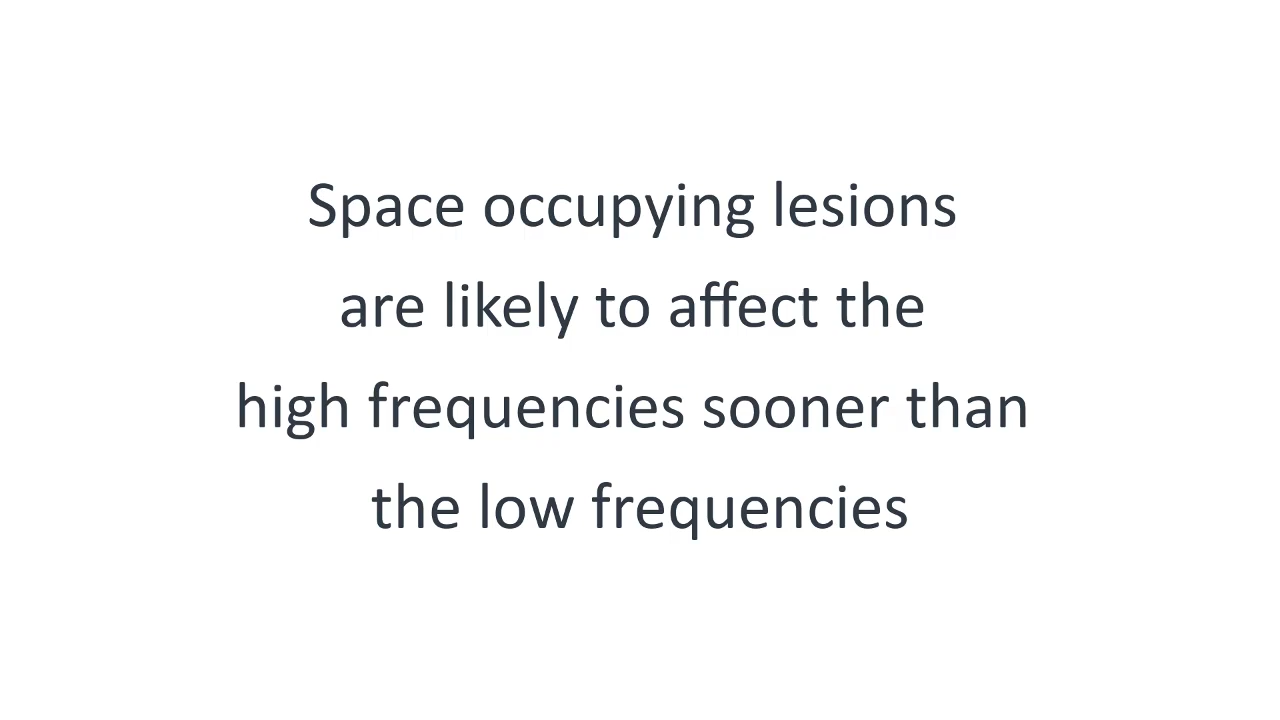 Space occupying lesions
are likely to affect the
high frequencies sooner than
the low frequencies